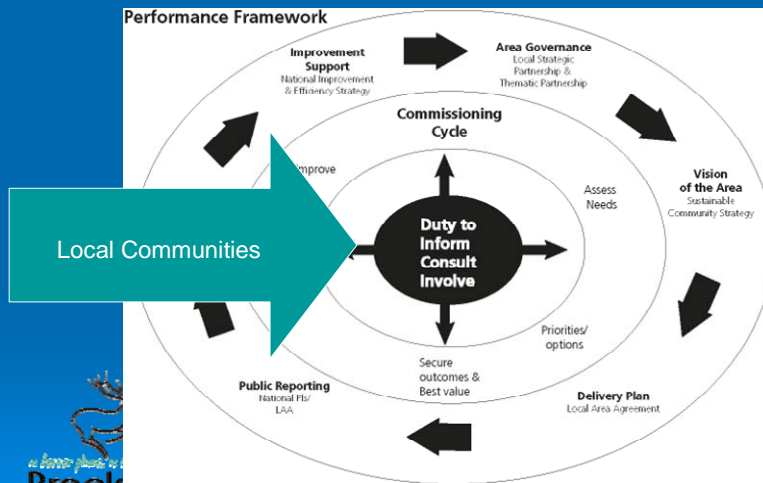 Performance Framework
Improvement
Support
National Improvement
& Efficiency Strategy
Area Governance
Local Strategic
Partnership &
Thematic Partnership
Commissioning
Cycle
Improve
Assess
Needs
Vision
of the Area
Sustainable
Community Strategy
Local Communities
Duty to
Inform
Consult
Involve
Priorities/
options
Secure
outcomes &
Best value
Public Reporting
National PIs/
LAA
Delivery Plan
Local Area Agreement